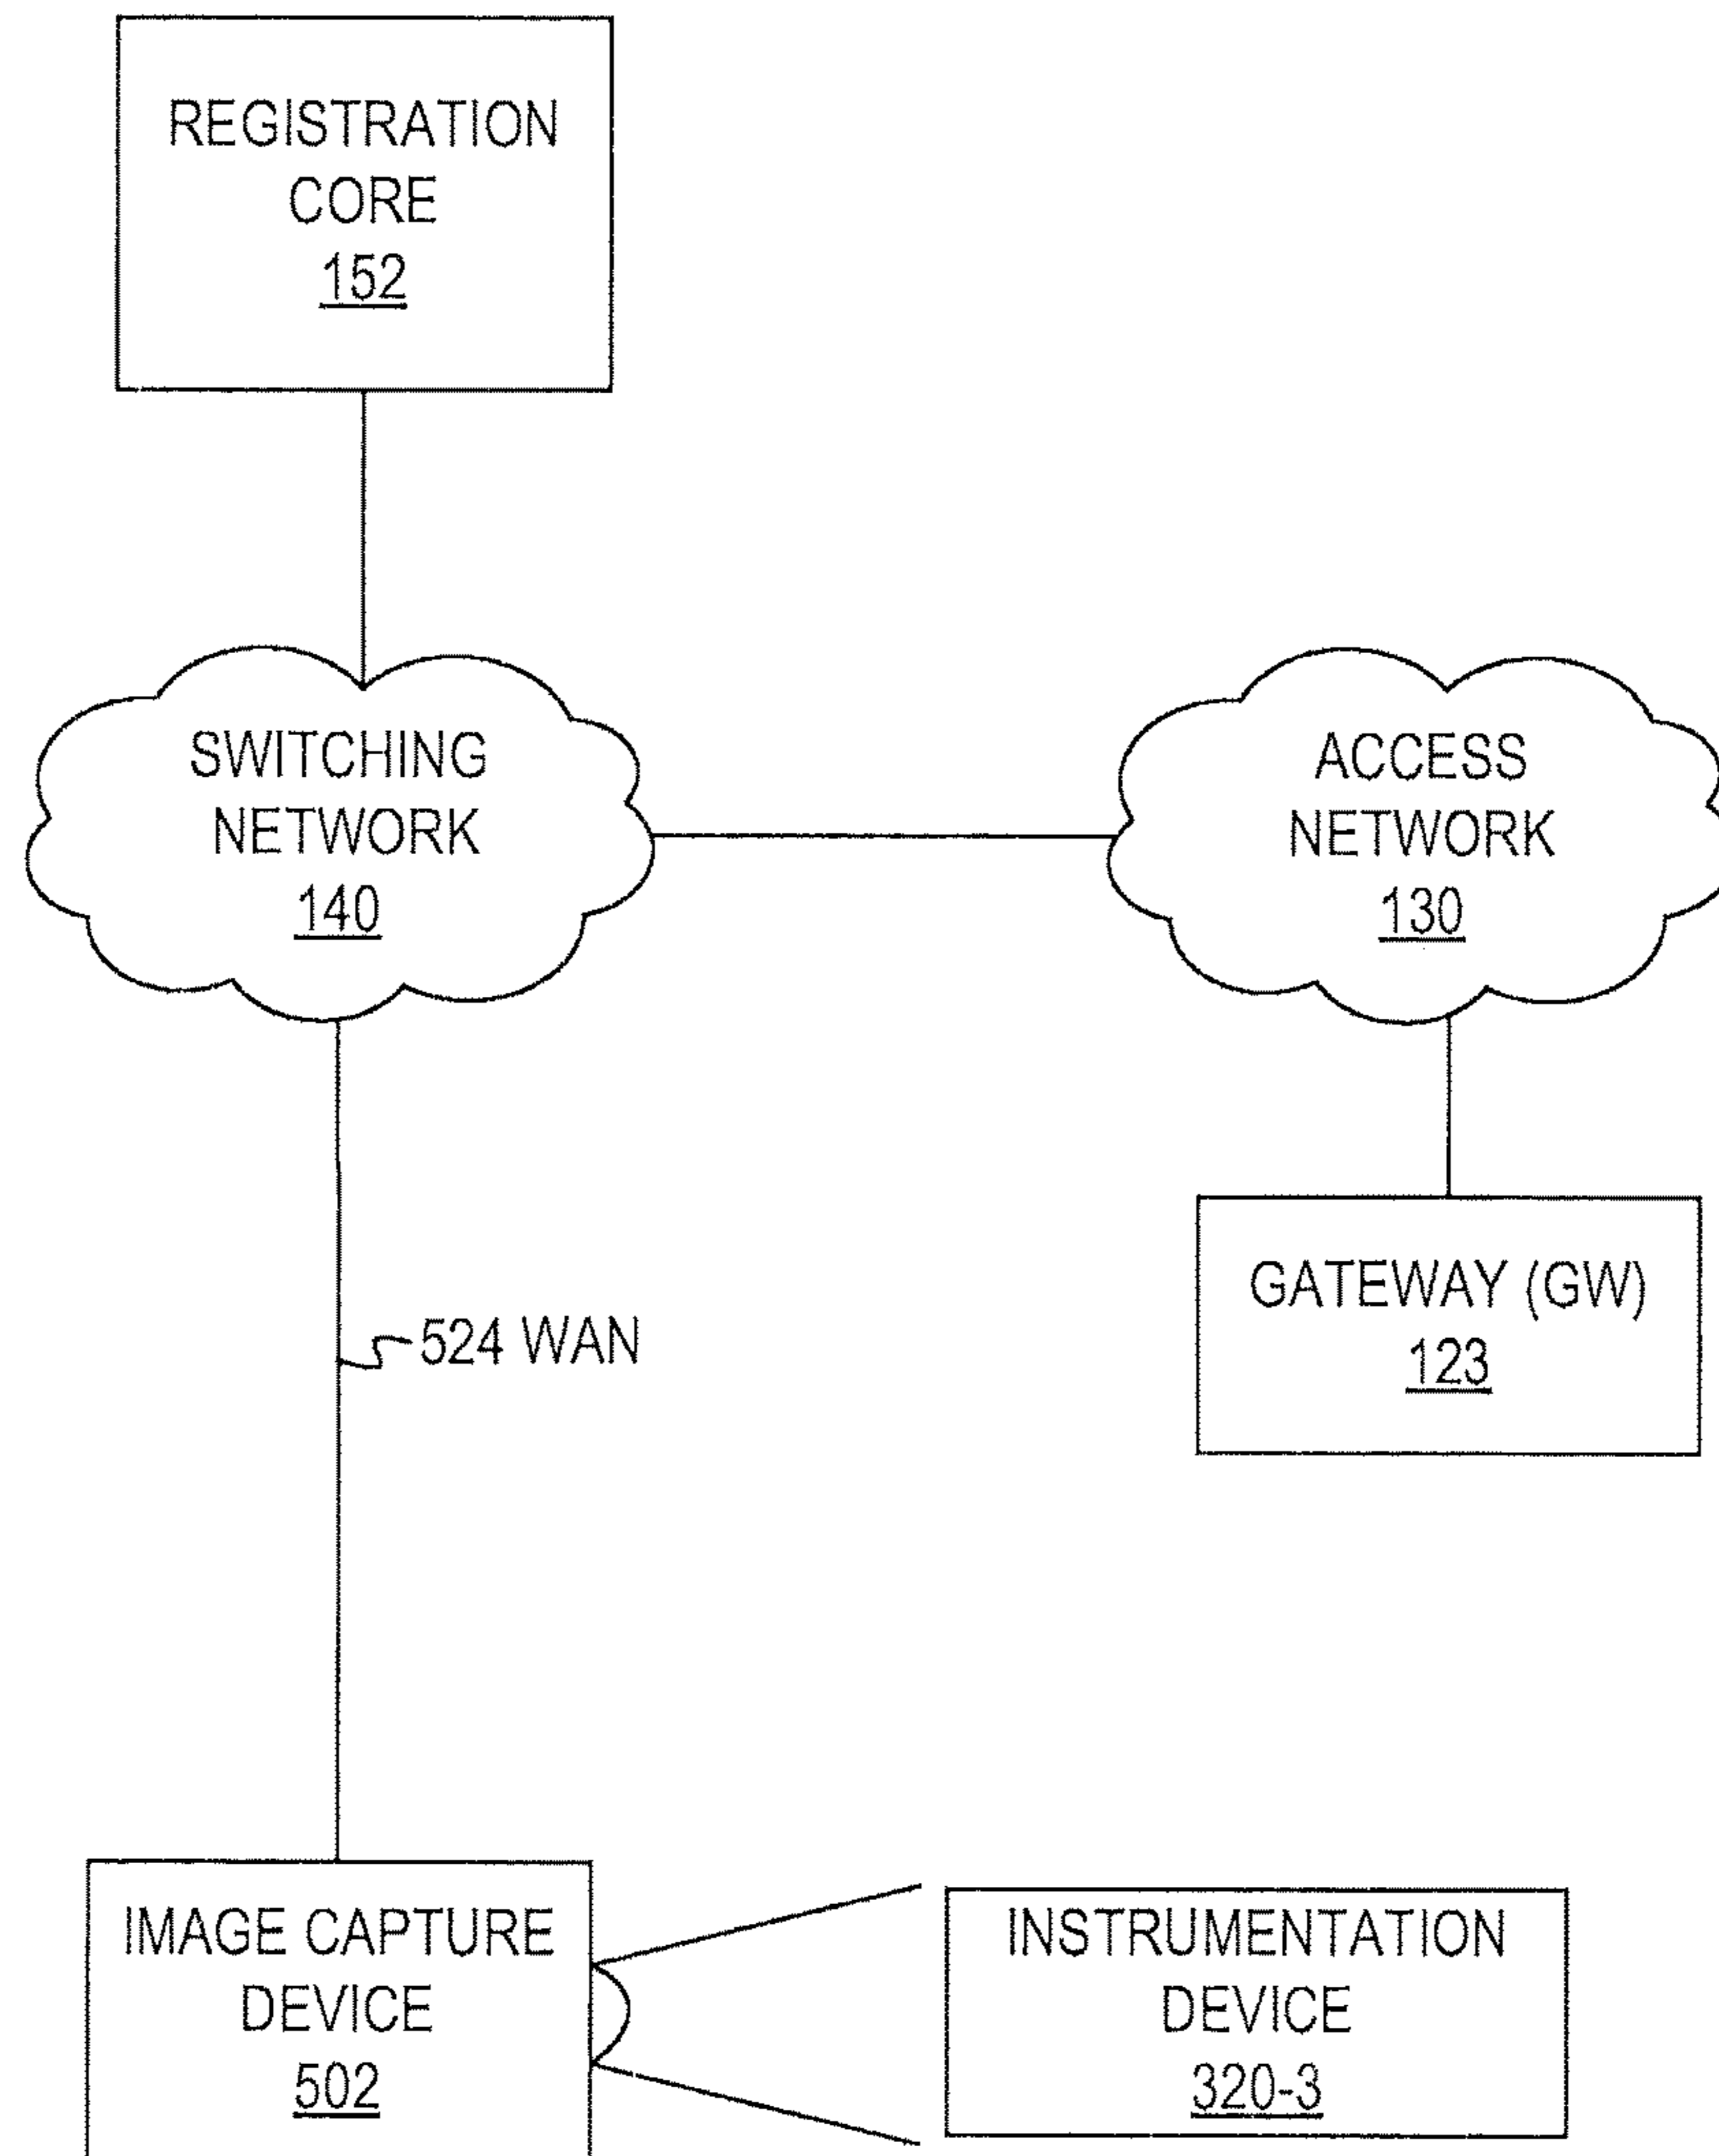 REGISTRATION
CORE
152
SWITCHING
NETWORK
140
ACCESS
NETWORK
130
GATEWAY (GW)
123
524 WAN
IMAGE CAPTURE
DEVICE
502
INSTRUMENTATION
DEVICE
320-3